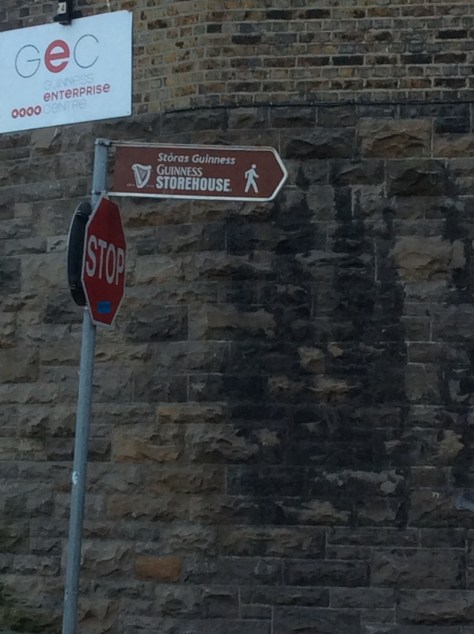 GeC
GUINNESS
ENTERPRISE
CENTRE
Stóras Guinness
GUINNESS
STOREHOUSE
STOP